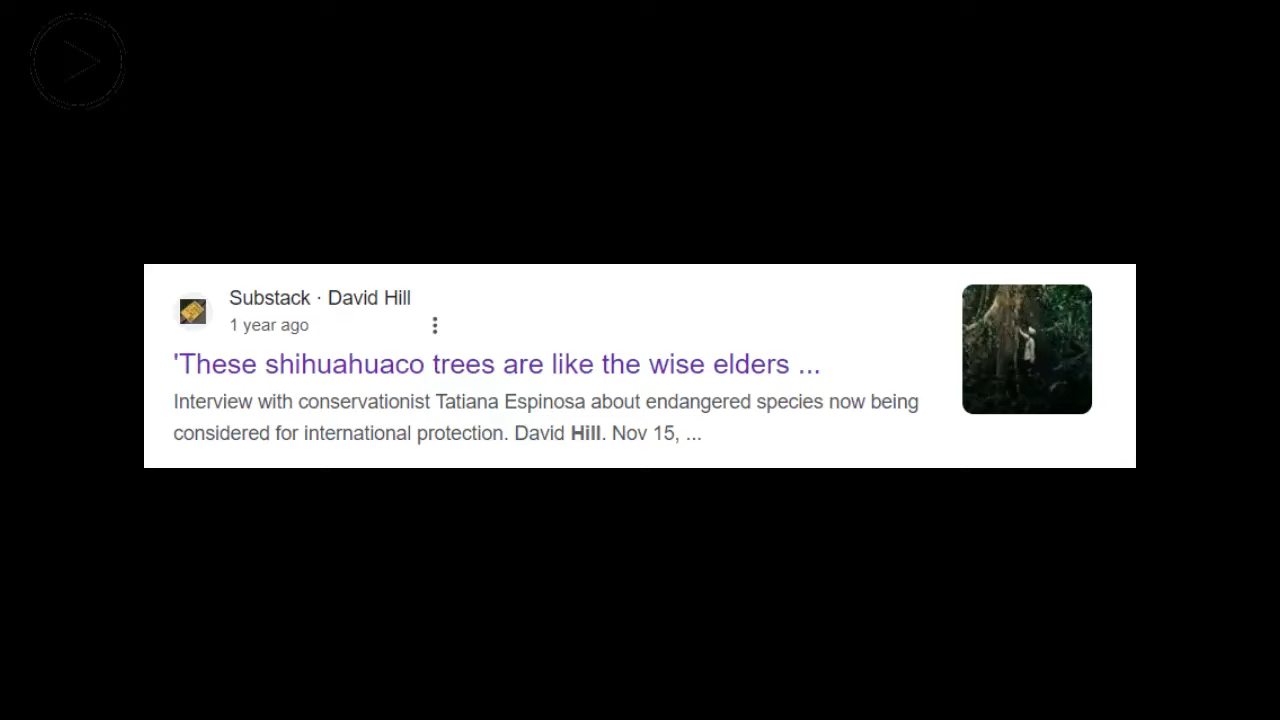 Substack · David Hill
1 year ago
'These shihuahuaco trees are like the wise elders ...
Interview with conservationist Tatiana Espinosa about endangered species now being
considered for international protection. David Hill. Nov 15, ...